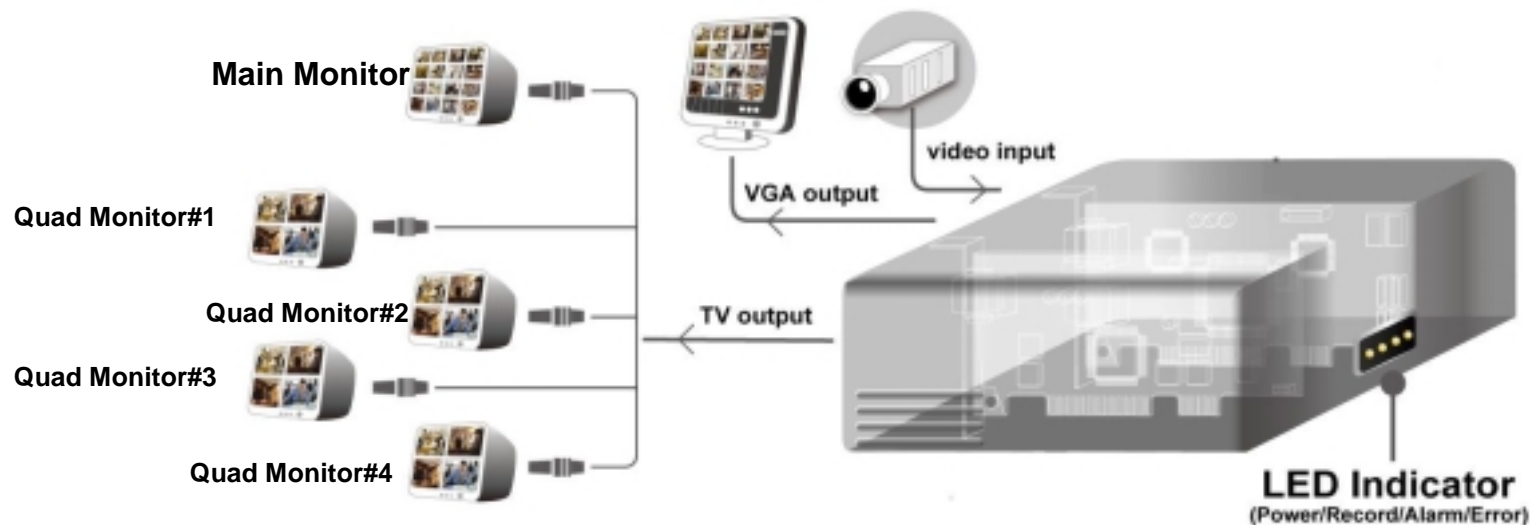 Main Monitor
video input
VGA output
Quad Monitor#1
Quad Monitor#2
TV output
Quad Monitor#3
Quad Monitor#4
LED Indicator
(Power/Record/Alarm/Error)